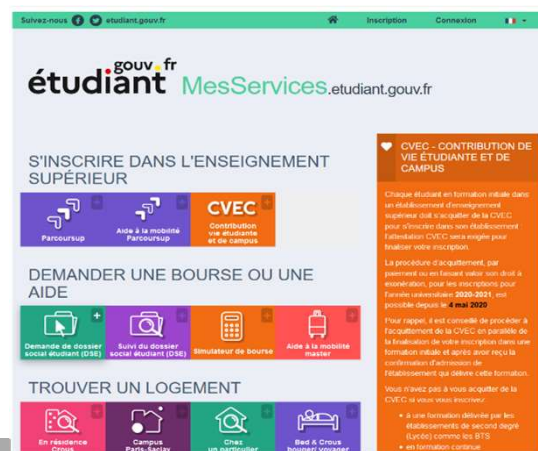 Suivez-nous etudiant.gouv.fr Inscription Connexion
gouv.fr
étudiant MesServices.etudiant.gouv.fr
S'INSCRIRE DANS L'ENSEIGNEMENT
SUPÉRIEUR
Parcoursup
Aide à la mobilité
Parcoursup
CVEC
Contribution
vie étudiante
et de campus
DEMANDER UNE BOURSE OU UNE
AIDE
Demande de dossier
social étudiant (DSE)
Suivi du dossier
social étudiant (DSE)
Simulateur de bourse
Aide à la mobilité
master
TROUVER UN LOGEMENT
En résidence
Crous
Campus
Paris-Saclay
Chez
un particulier
Bed & Crous
bouger/ voyager
CVEC - CONTRIBUTION DE
VIE ÉTUDIANTE ET DE
CAMPUS
Chaque étudiant en formation initiale dans
un établissement d'enseignement
supérieur doit s'acquitter de la CVEC
pour s'inscrire dans son établissement :
l'attestation CVEC sera exigée pour
finaliser votre inscription.
La procédure d'acquittement, par
paiement ou en faisant valoir son droit à
exonération, pour les inscriptions pour
l'année universitaire 2020-2021, est
possible depuis le 4 mai 2020
Pour rappel, il est conseillé de procéder à
l'acquittement de la CVEC en parallèle de
la finalisation de votre inscription dans une
formation initiale et après avoir reçu la
confirmation d'admission de
l'établissement qui délivre cette formation.
Vous n'avez pas à vous acquitter de la
CVEC si vous vous inscrivez :
à une formation délivrée par les
établissements de second degré
(Lycée) comme les BTS
en formation continue